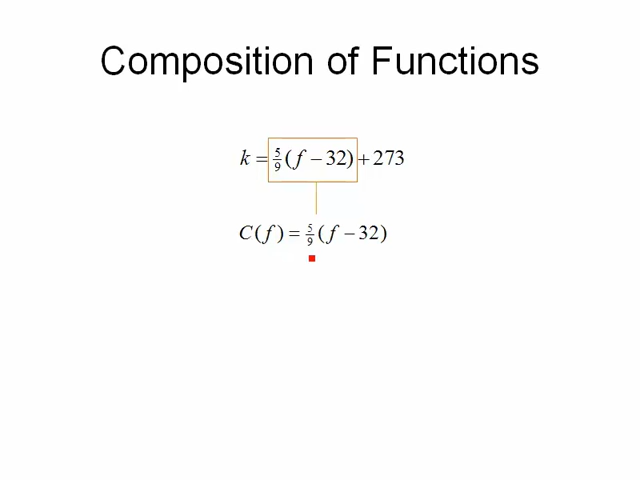 Composition of Functions
k = 5/9 (f − 32) + 273
C(f) = 5/9 (f − 32)